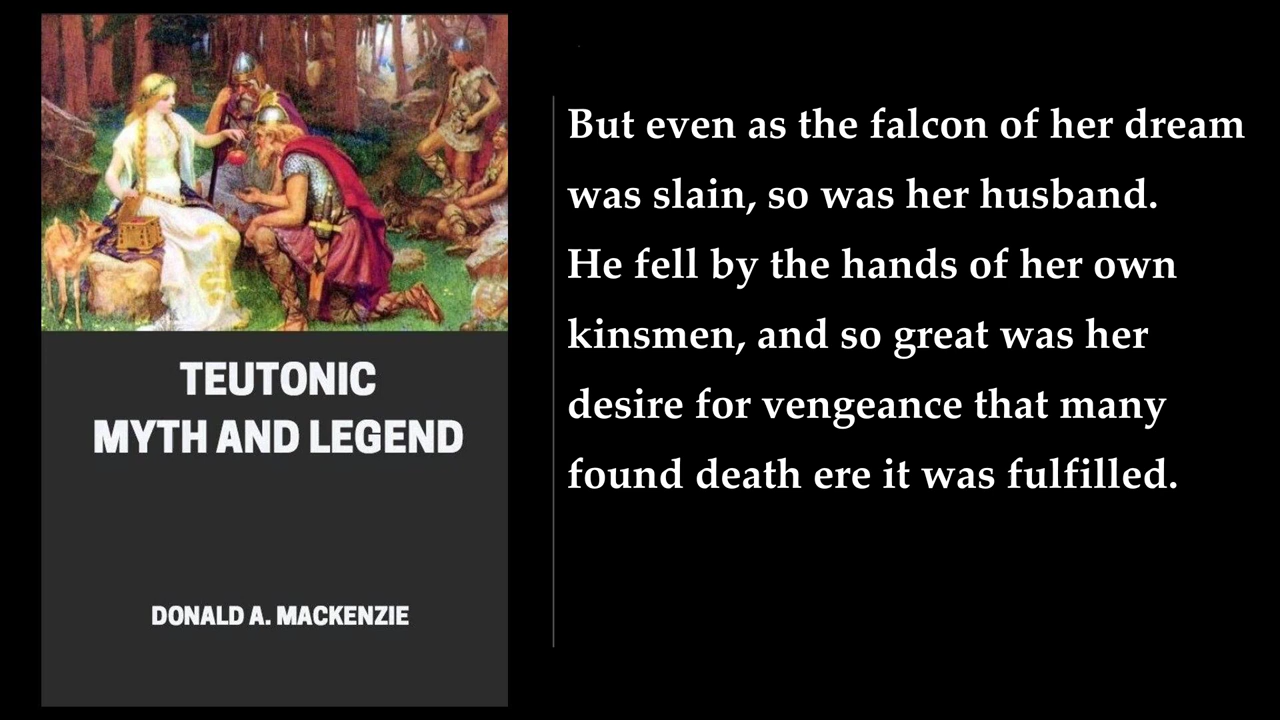 TEUTONIC
MYTH AND LEGEND
DONALD A. MACKENZIE
But even as the falcon of her dream
was slain, so was her husband.
He fell by the hands of her own
kinsmen, and so great was her
desire for vengeance that many
found death ere it was fulfilled.